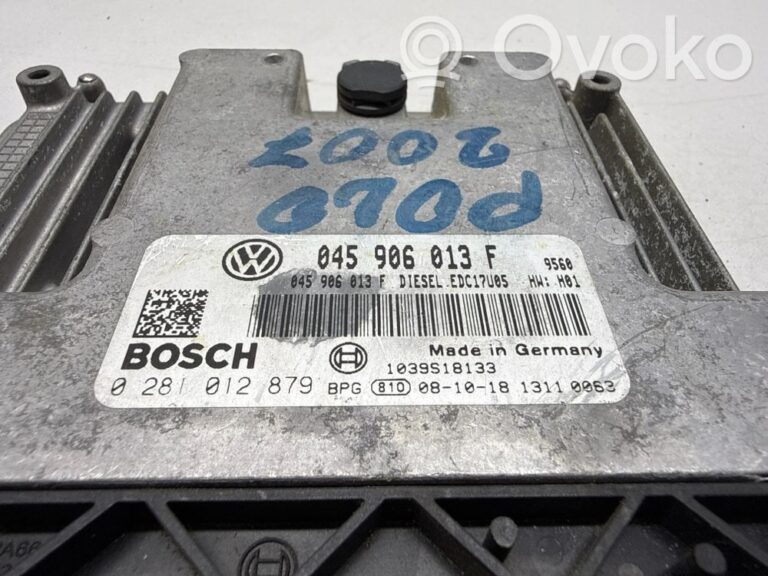 Ovoko
2007
POLO
045 906 013 F 9560
045 906 013 F DIESEL EDC17U05 HW: H01
BOSCH
Made in Germany
1039S18133
0 281 012 879 BPG 810 08-10-18 1311 0053